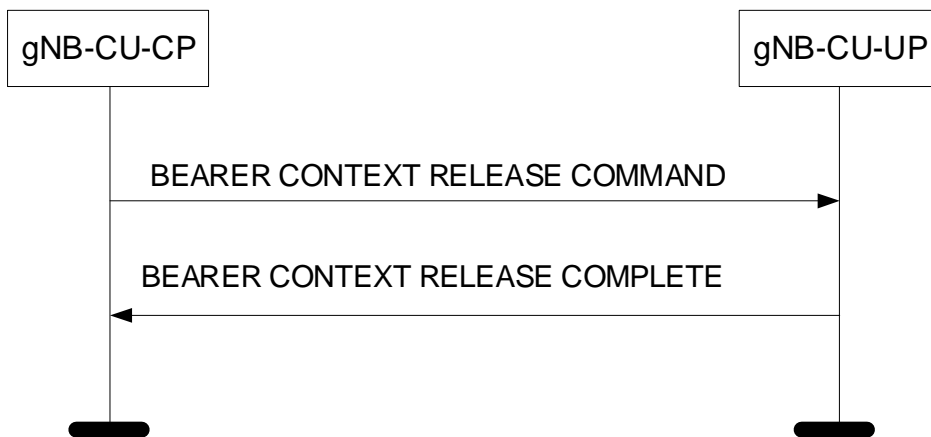 gNB-CU-CP
gNB-CU-UP
BEARER CONTEXT RELEASE COMMAND
BEARER CONTEXT RELEASE COMPLETE